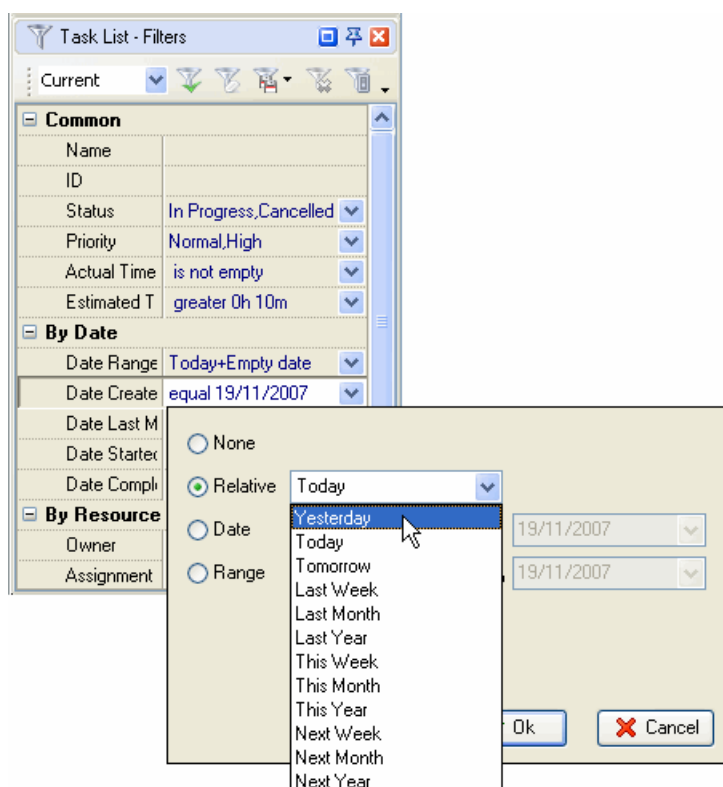 Task List - Filters
Current
Common
Name
ID
Status In Progress,Cancelled
Priority Normal,High
Actual Time is not empty
Estimated T greater 0h 10m
By Date
Date Range Today+Empty date
Date Create equal 19/11/2007
Date Last M
Date Started
Date Compl
By Resource
Owner
Assignment
None
Relative Today
Date 19/11/2007
Range 19/11/2007
Yesterday
Today
Tomorrow
Last Week
Last Month
Last Year
This Week
This Month
This Year
Next Week
Next Month
Next Year
Ok Cancel